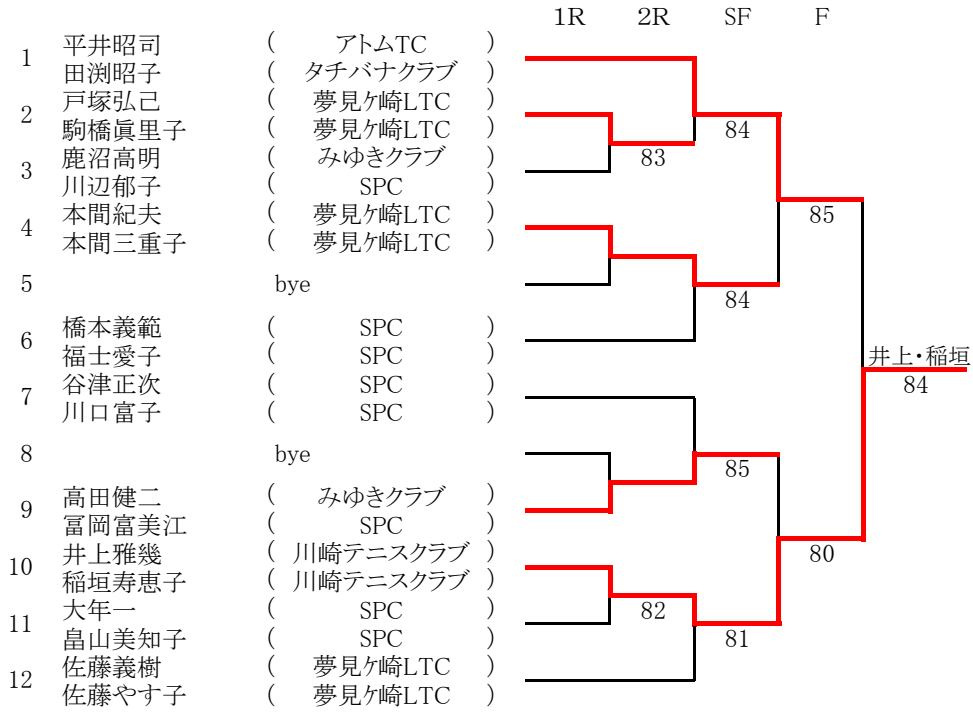 1R 2R SF F
1 平井昭司 ( アトムTC )
田渕昭子 ( タチバナクラブ )
2 戸塚弘己 ( 夢見ケ崎LTC )
駒橋眞里子 ( 夢見ケ崎LTC )
3 鹿沼高明 ( みゆきクラブ )
川辺郁子 ( SPC )
4 本間紀夫 ( 夢見ケ崎LTC )
本間三重子 ( 夢見ケ崎LTC )
5 bye
6 橋本義範 ( SPC )
福士愛子 ( SPC )
7 谷津正次 ( SPC )
川口富子 ( SPC )
8 bye
9 高田健二 ( みゆきクラブ )
冨岡富美江 ( SPC )
10 井上雅幾 ( 川崎テニスクラブ )
稲垣寿恵子 ( 川崎テニスクラブ )
11 大年一 ( SPC )
畠山美知子 ( SPC )
12 佐藤義樹 ( 夢見ケ崎LTC )
佐藤やす子 ( 夢見ケ崎LTC )
83
84
85
84
井上・稲垣
84
85
80
82
81